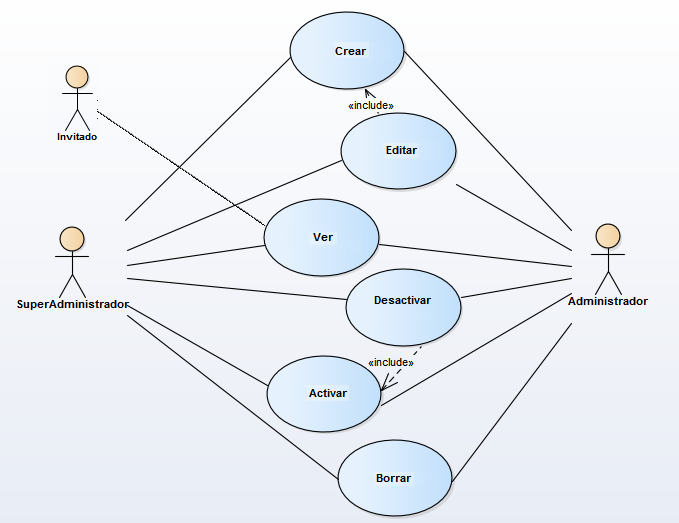 Crear
«include»
Invitado
Editar
Ver
SuperAdministrador
Desactivar
Administrador
«include»
Activar
Borrar